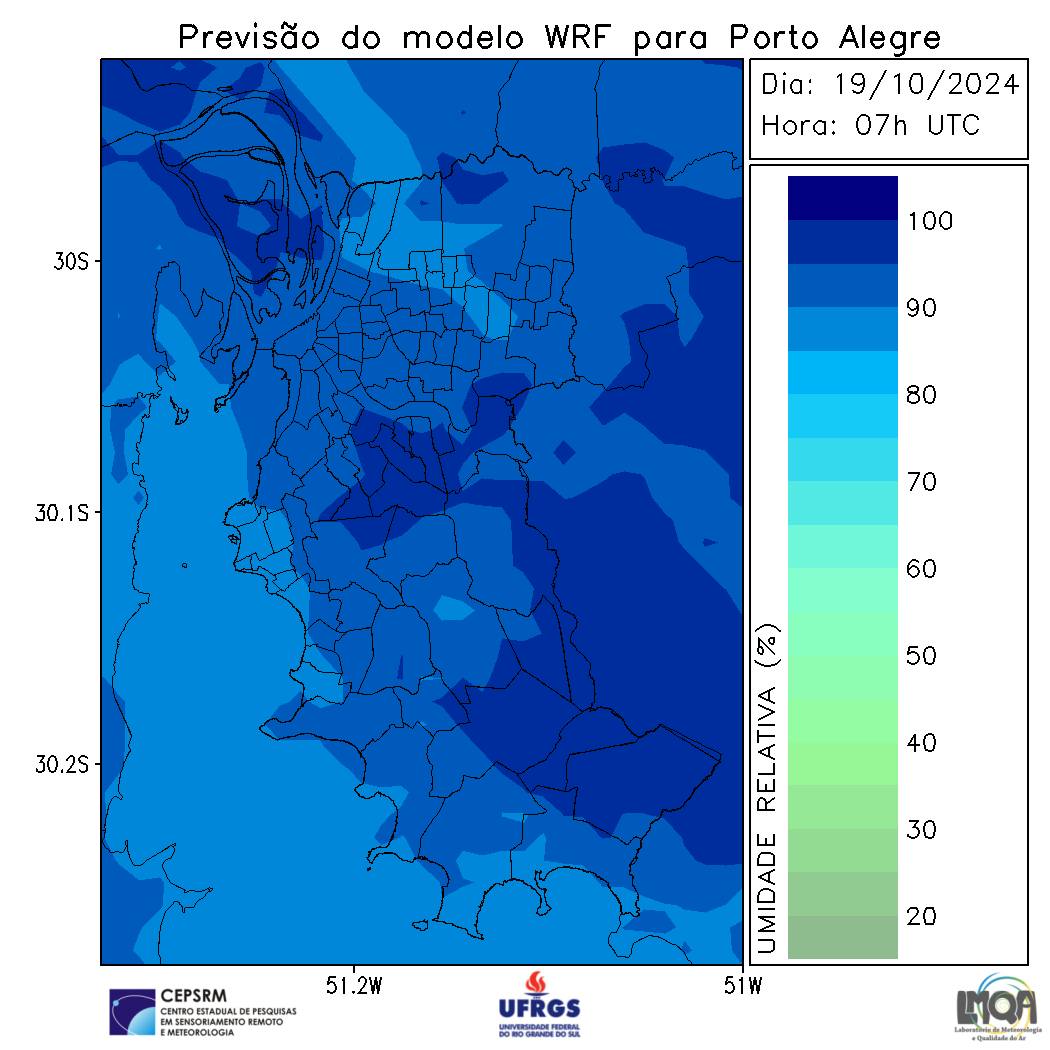 Previsão do modelo WRF para Porto Alegre
Dia: 19/10/2024
Hora: 07h UTC
30S
30.1S
30.2S
51.2W
51W
100
90
80
70
60
50
40
30
20
UMIDADE RELATIVA (%)
CEPSRM
CENTRO ESTADUAL DE PESQUISAS
EM SENSORIAMENTO REMOTO
E METEOROLOGIA
UFRGS
UNIVERSIDADE FEDERAL
DO RIO GRANDE DO SUL
LMQA
Laboratório de Meteorologia
e Qualidade do Ar